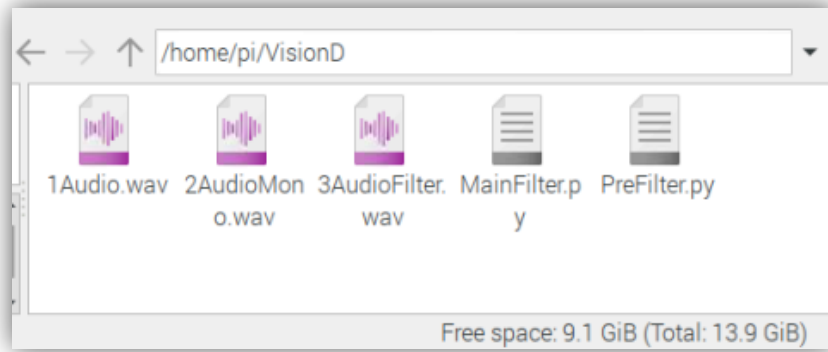 /home/pi/VisionD
1Audio.wav 2AudioMon 3AudioFilter. MainFilter.p PreFilter.py
o.wav wav y
Free space: 9.1 GiB (Total: 13.9 GiB)